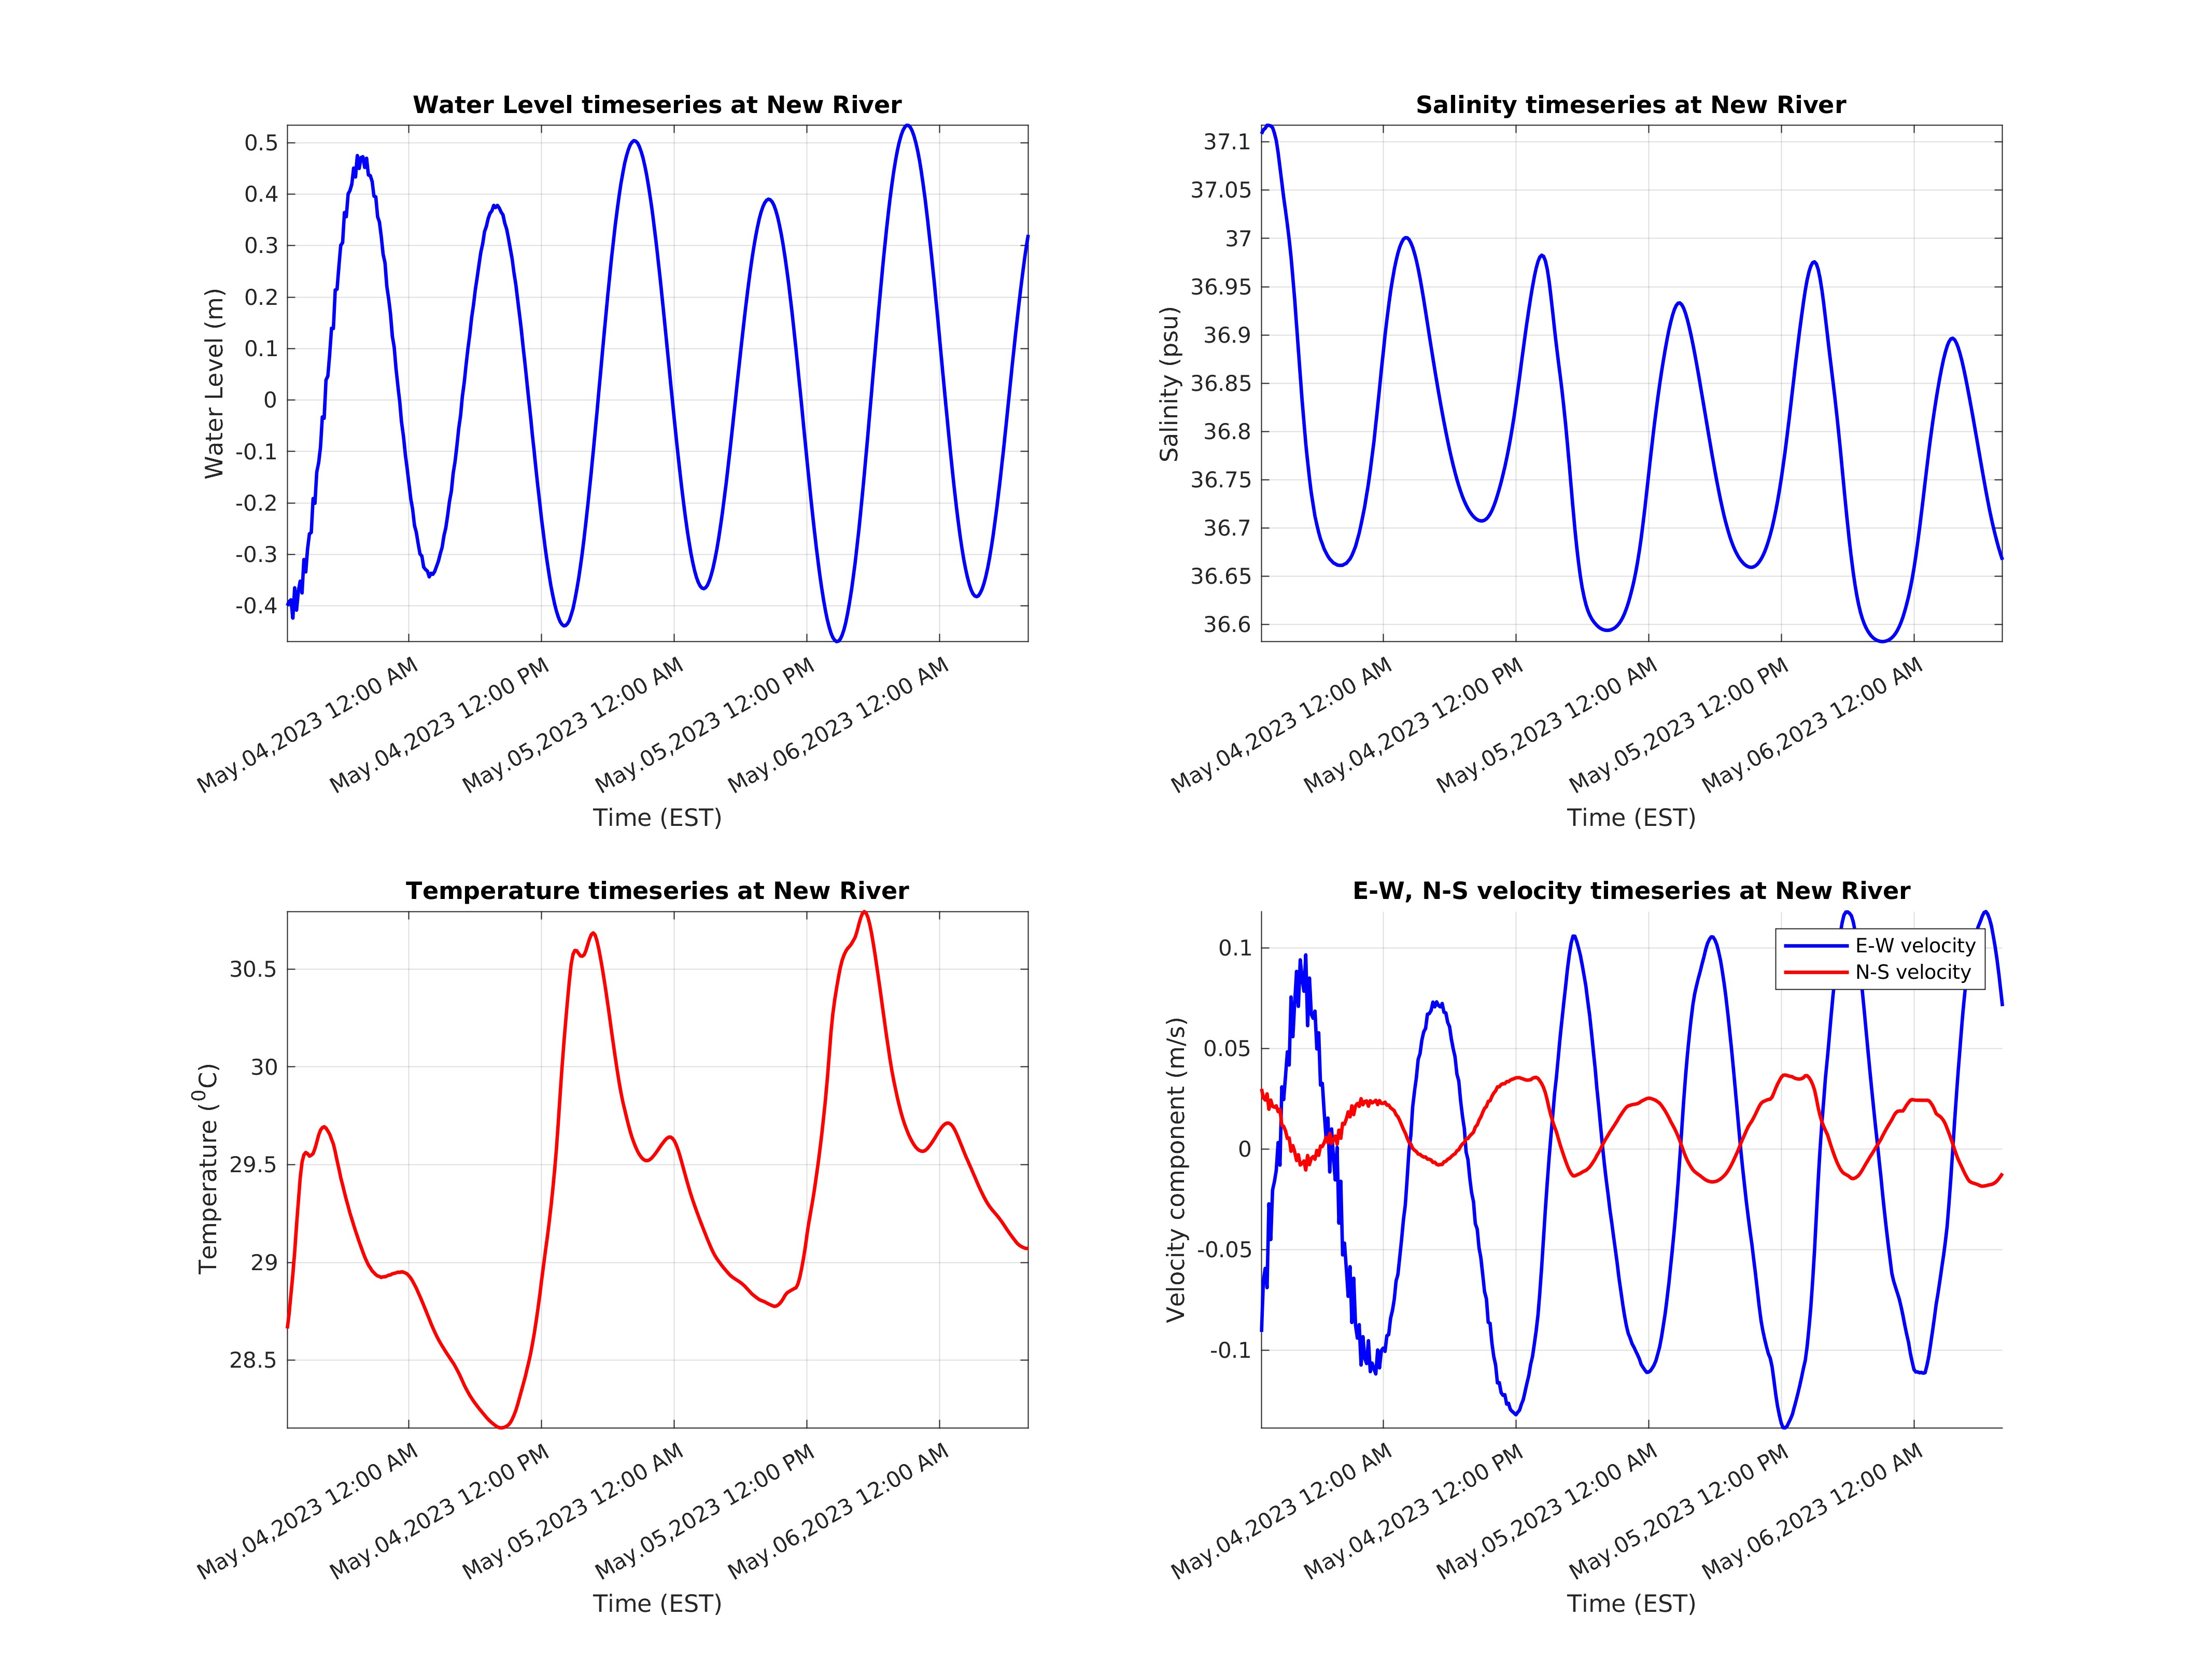 Water Level timeseries at New River
Water Level (m)
0.5
0.4
0.3
0.2
0.1
0
-0.1
-0.2
-0.3
-0.4
May.04,2023 12:00 AM
May.04,2023 12:00 PM
May.05,2023 12:00 AM
May.05,2023 12:00 PM
May.06,2023 12:00 AM
Time (EST)
Salinity timeseries at New River
Salinity (psu)
37.1
37.05
37
36.95
36.9
36.85
36.8
36.75
36.7
36.65
36.6
May.04,2023 12:00 AM
May.04,2023 12:00 PM
May.05,2023 12:00 AM
May.05,2023 12:00 PM
May.06,2023 12:00 AM
Time (EST)
Temperature timeseries at New River
Temperature (⁰C)
30.5
30
29.5
29
28.5
May.04,2023 12:00 AM
May.04,2023 12:00 PM
May.05,2023 12:00 AM
May.05,2023 12:00 PM
May.06,2023 12:00 AM
Time (EST)
E-W, N-S velocity timeseries at New River
Velocity component (m/s)
0.1
0.05
0
-0.05
-0.1
E-W velocity
N-S velocity
May.04,2023 12:00 AM
May.04,2023 12:00 PM
May.05,2023 12:00 AM
May.05,2023 12:00 PM
May.06,2023 12:00 AM
Time (EST)